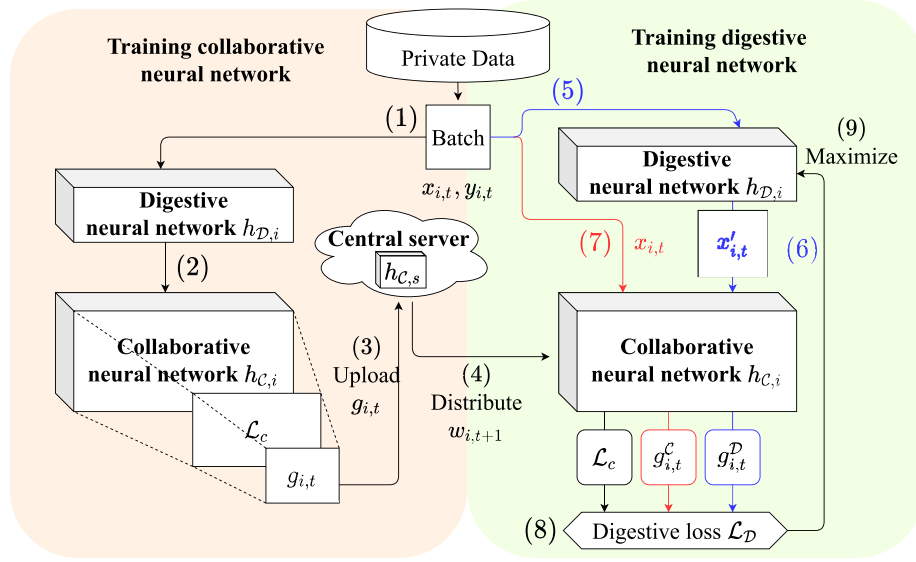 Training collaborative
neural network
Private Data
Training digestive
neural network
(1)
Batch
x_{i,t}, y_{i,t}
(5)
(9)
Maximize
Digestive
neural network h_{D,i}
Digestive
neural network h_{D,i}
(2)
Central server
h_{C,s}
(7)
x_{i,t}
x'_{i,t}
(6)
Collaborative
neural network h_{C,i}
(3)
Upload
g_{i,t}
(4)
Distribute
w_{i,t+1}
Collaborative
neural network h_{C,i}
ℒ_c
g_{i,t}
ℒ_c
g^C_{i,t}
g^D_{i,t}
(8)
Digestive loss ℒ_D